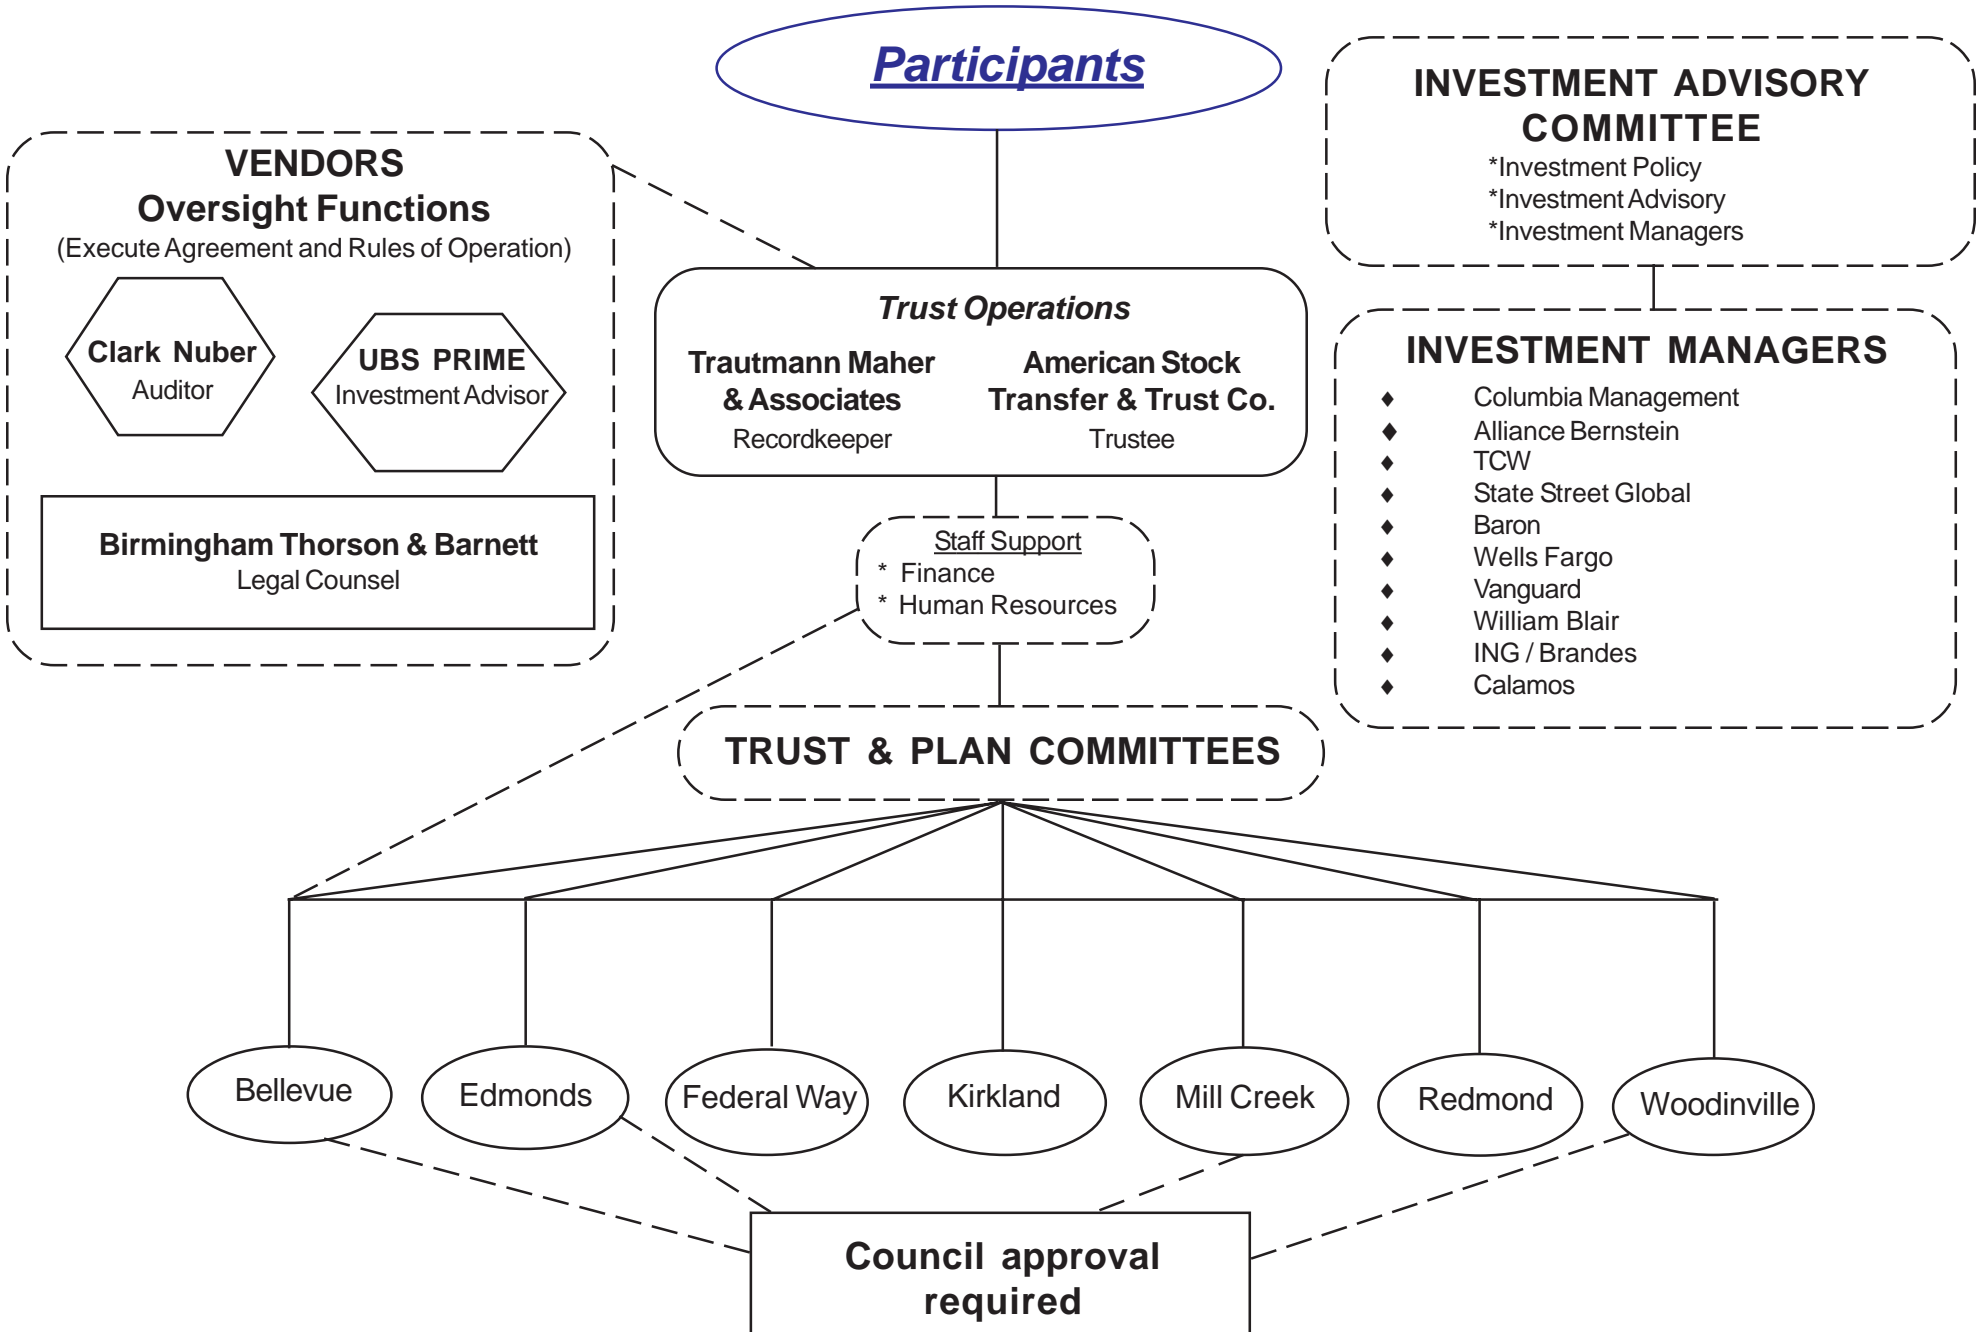 Participants
INVESTMENT ADVISORY
COMMITTEE
*Investment Policy
*Investment Advisory
*Investment Managers
VENDORS
Oversight Functions
(Execute Agreement and Rules of Operation)
Clark Nuber
Auditor
UBS PRIME
Investment Advisor
Birmingham Thorson & Barnett
Legal Counsel
Trust Operations
Trautmann Maher
& Associates
Recordkeeper
American Stock
Transfer & Trust Co.
Trustee
INVESTMENT MANAGERS
♦ Columbia Management
♦ Alliance Bernstein
♦ TCW
♦ State Street Global
♦ Baron
♦ Wells Fargo
♦ Vanguard
♦ William Blair
♦ ING / Brandes
♦ Calamos
Staff Support
* Finance
* Human Resources
TRUST & PLAN COMMITTEES
Bellevue
Edmonds
Federal Way
Kirkland
Mill Creek
Redmond
Woodinville
Council approval
required